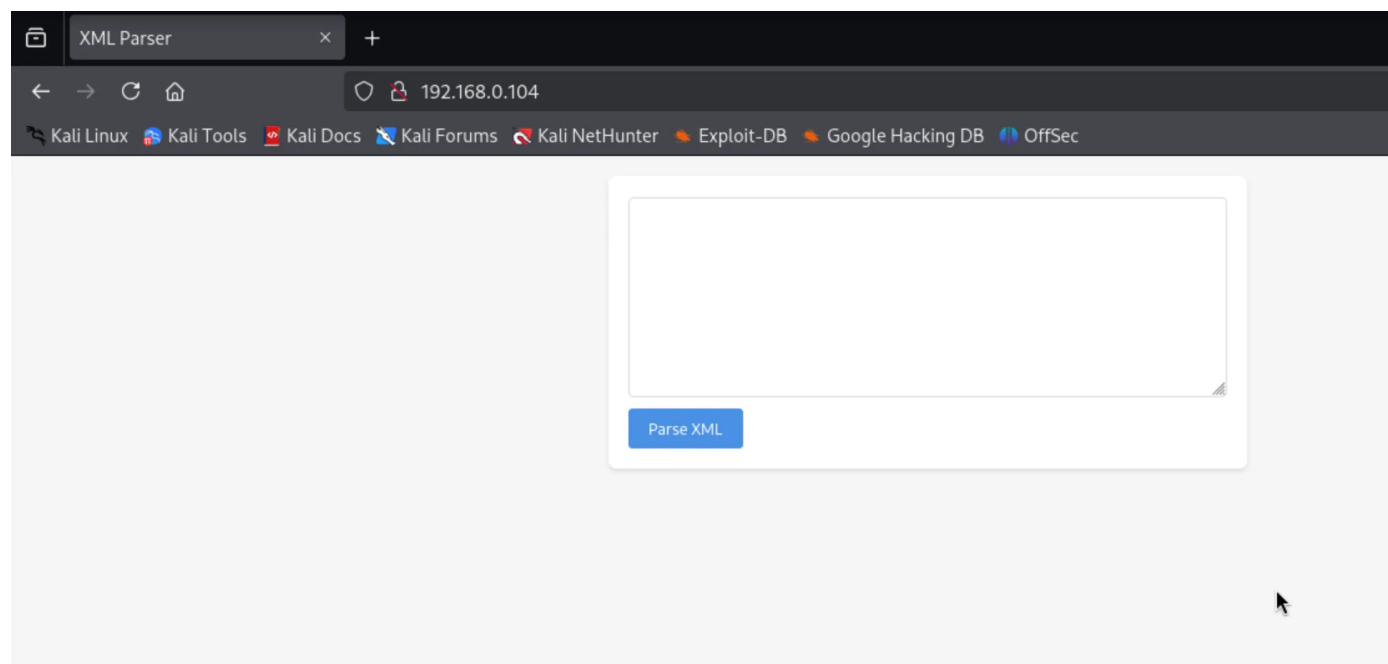 XML Parser
192.168.0.104
Kali Linux Kali Tools Kali Docs Kali Forums Kali NetHunter Exploit-DB Google Hacking DB OffSec
Parse XML